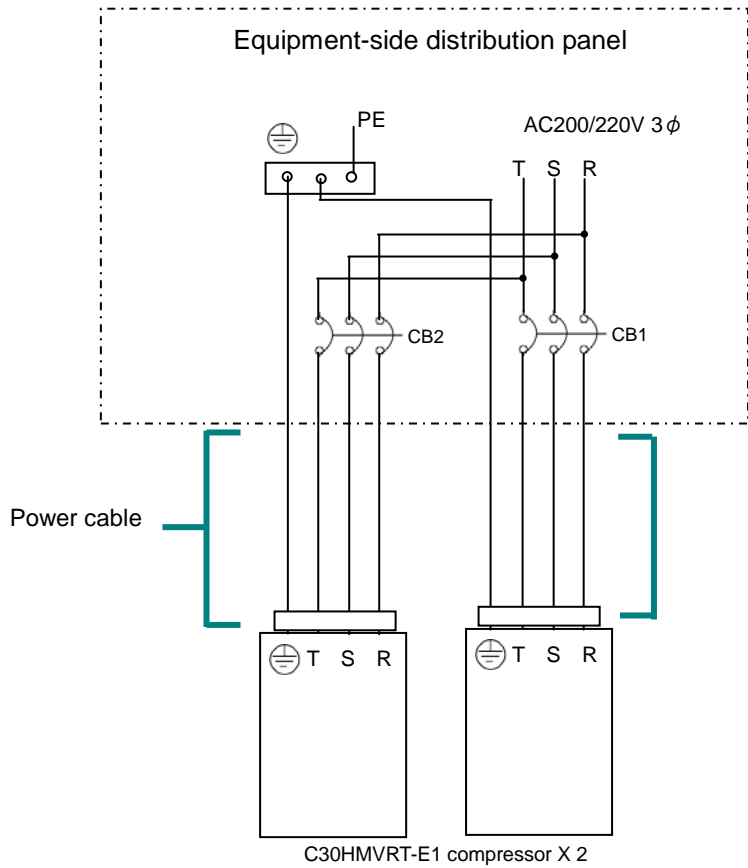 Equipment-side distribution panel
PE
AC200/220V 3φ
T S R
CB2
CB1
Power cable
T S R
T S R
C30HMVRT-E1 compressor X 2